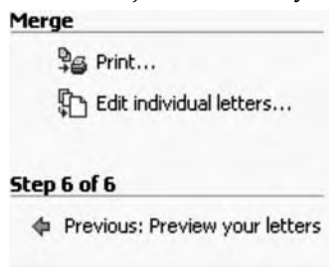 Merge
Print...
Edit individual letters...
Step 6 of 6
Previous: Preview your letters